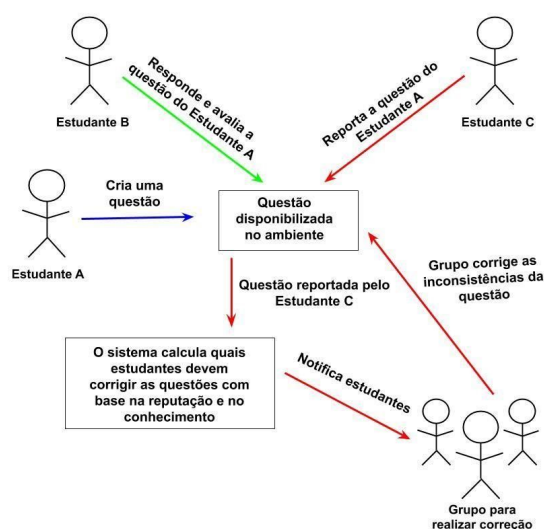 Estudante B
Responde e avalia a
questão do Estudante A
Reporta a questão do
Estudante A
Estudante C
Cria uma
questão
Estudante A
Questão
disponibilizada
no ambiente
Questão reportada pelo
Estudante C
Grupo corrige as
inconsistências da
questão
O sistema calcula quais
estudantes devem
corrigir as questões com
base na reputação e no
conhecimento
Notifica estudantes
Grupo para
realizar correção